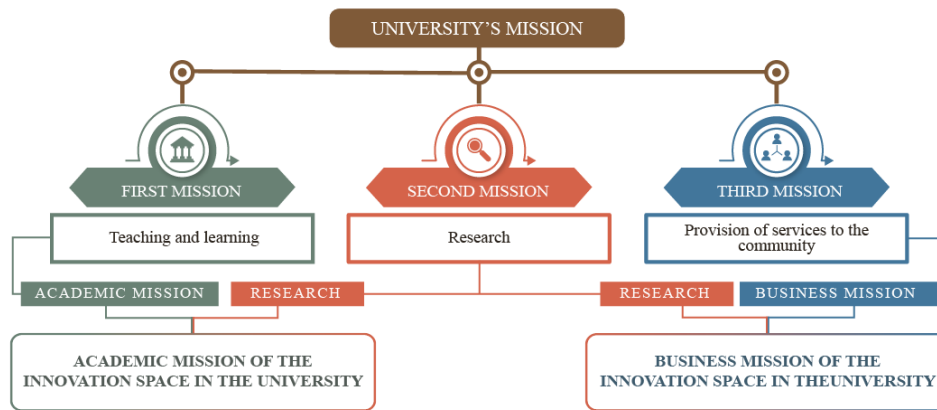 UNIVERSITY'S MISSION
FIRST MISSION
SECOND MISSION
THIRD MISSION
Teaching and learning
Research
Provision of services to the
community
ACADEMIC MISSION
RESEARCH
RESEARCH
BUSINESS MISSION
ACADEMIC MISSION OF THE
INNOVATION SPACE IN THE UNIVERSITY
BUSINESS MISSION OF THE
INNOVATION SPACE IN THEUNIVERSITY